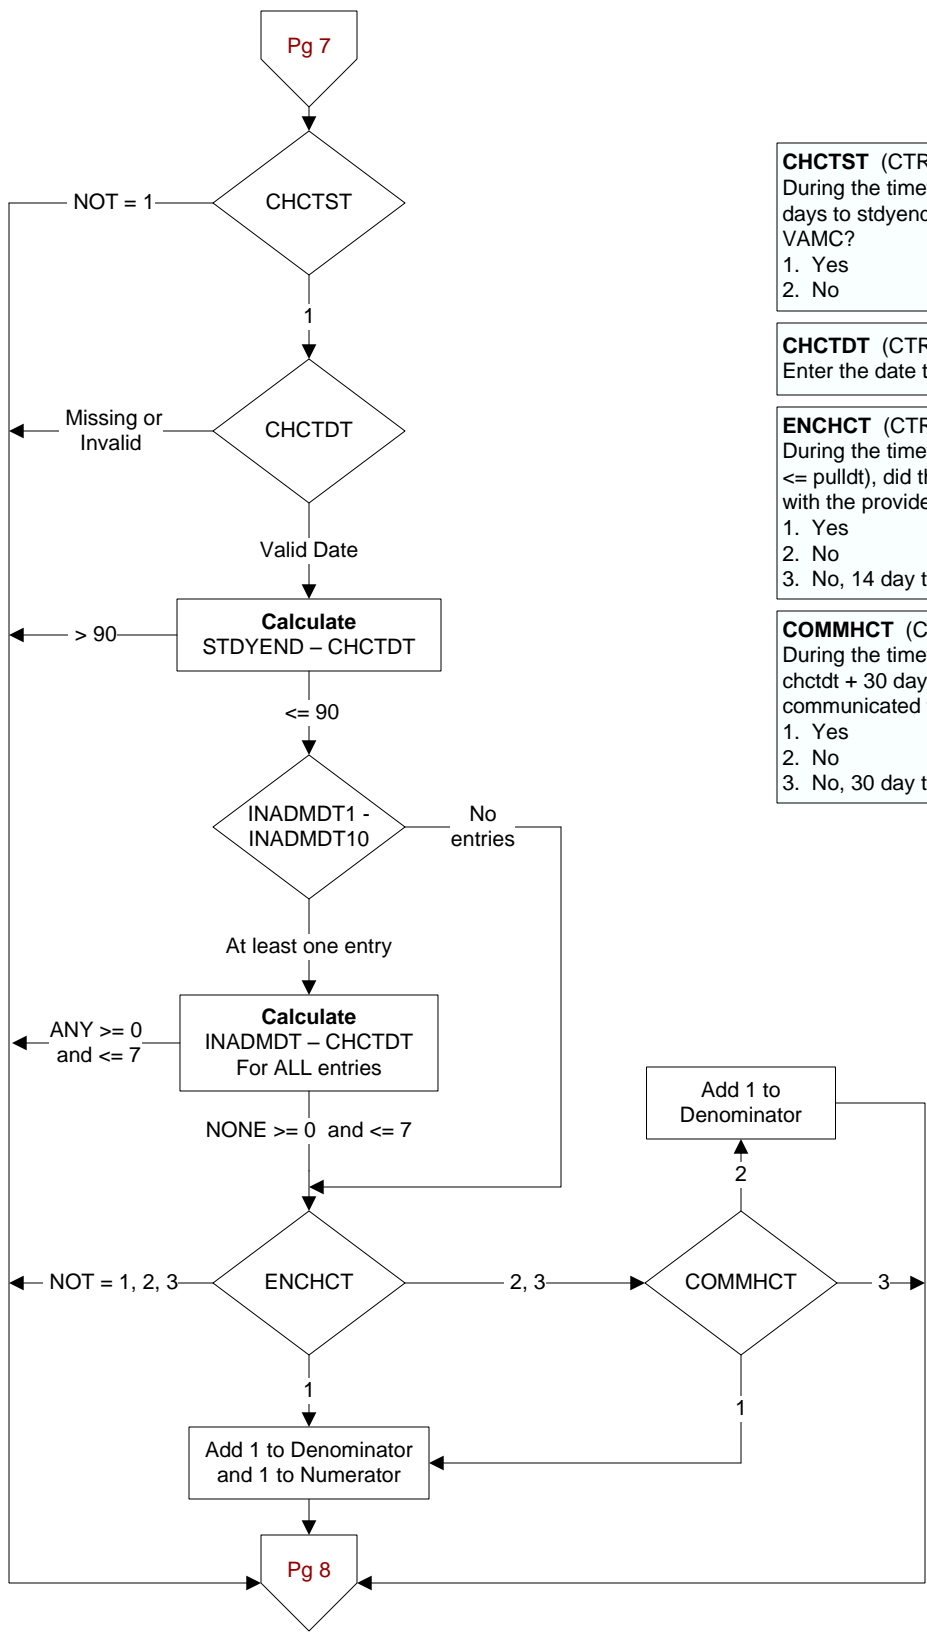 Pg 7
CHCTST
NOT = 1
1
CHCTDT
Missing or
Invalid
Valid Date
Calculate
STDYEND – CHCTDT
> 90
<= 90
INADMDT1 -
INADMDT10
No
entries
At least one entry
Calculate
INADMDT – CHCTDT
For ALL entries
ANY >= 0
and <= 7
NONE >= 0 and <= 7
Add 1 to
Denominator
2
ENCHCT
NOT = 1, 2, 3
2, 3
COMMHCT
3
1
1
Add 1 to Denominator
and 1 to Numerator
Pg 8
CHCTST (CTR
During the time
days to stdyend
VAMC?
1. Yes
2. No
CHCTDT (CTR
Enter the date t
ENCHCT (CTR
During the time
<= pulldt), did th
with the provide
1. Yes
2. No
3. No, 14 day t
COMMHCT (C
During the time
chctdt + 30 day
communicated
1. Yes
2. No
3. No, 30 day t